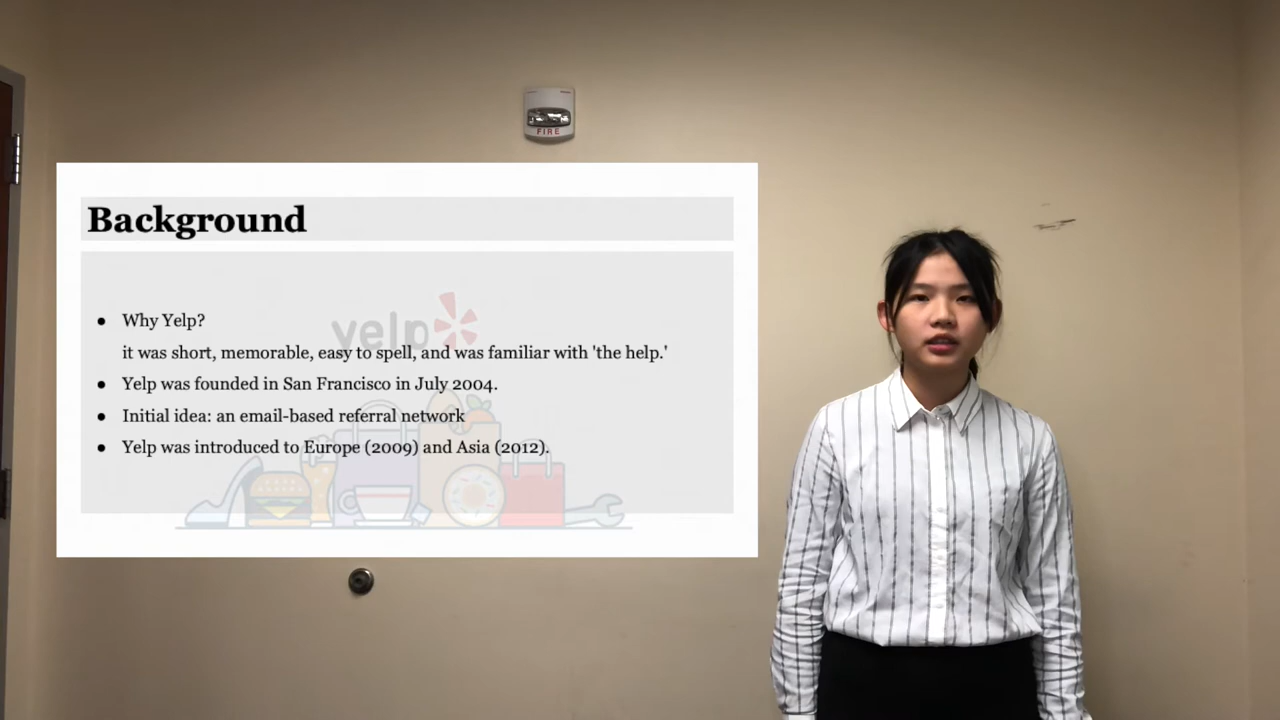 FIRE
Background
yelp
● Why Yelp?
it was short, memorable, easy to spell, and was familiar with 'the help.'
● Yelp was founded in San Francisco in July 2004.
● Initial idea: an email-based referral network
● Yelp was introduced to Europe (2009) and Asia (2012).